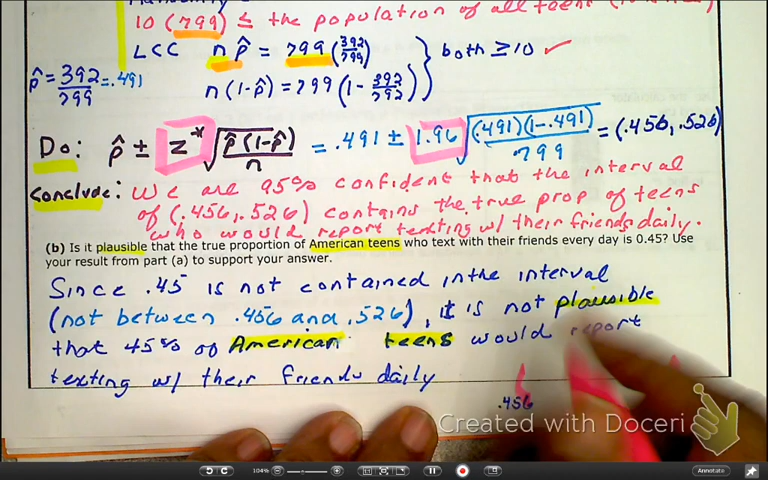 10 (799) ≤ the population of all teens
LCC n p̂ = 799 (392/799)
both ≥10 ✓
p̂ = 392/799 = .491
n(1-p̂) = 799 (1 - 392/799)
Do: p̂ ± z* √(p̂(1-p̂)/n) = .491 ± 1.96 √((.491)(1-.491)/799) = (.456, .526)
Conclude: We are 95% confident that the interval
of (.456, .526) contains the true prop of teens
who would report texting w/ their friends daily.
(b) Is it plausible that the true proportion of American teens who text with their friends every day is 0.45? Use
your result from part (a) to support your answer.
Since .45 is not contained in the interval
(not between .456 and .526), it is not plausible
that 45% of American teens would report
texting w/ their friends daily
.456
Created with Doceri
104%
Annotate